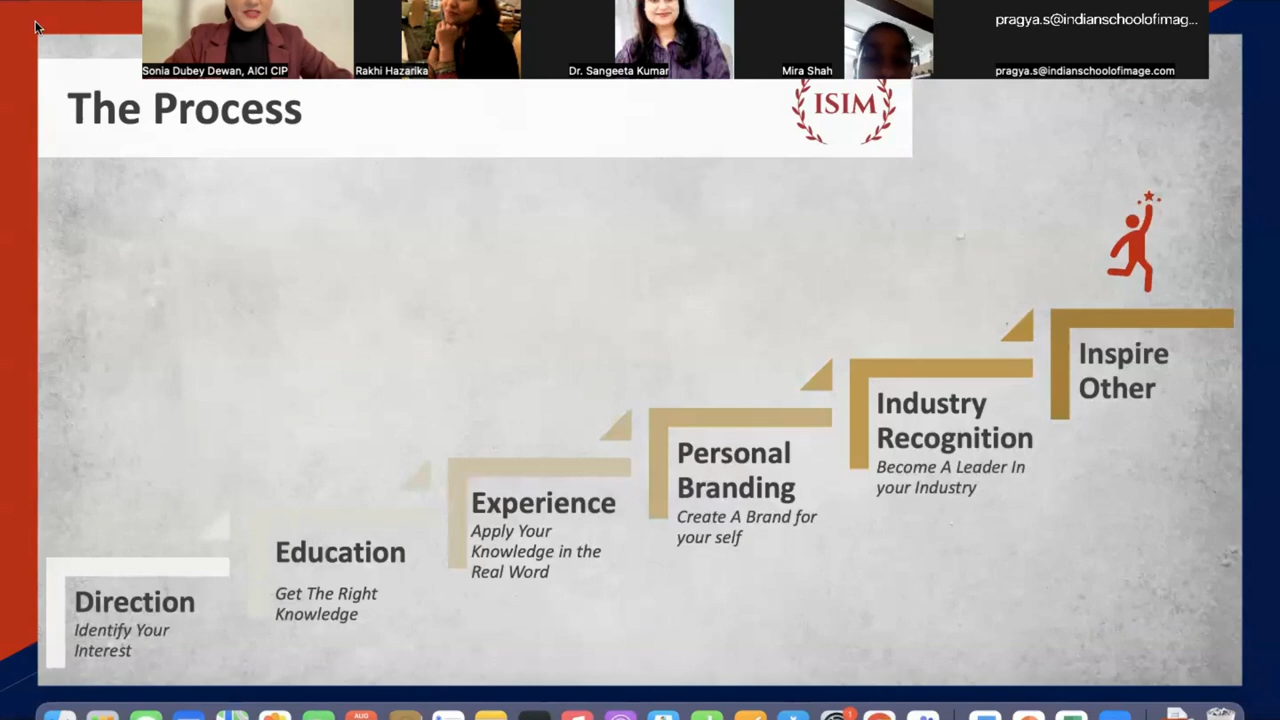 pragya.s@indianschoolofimag...
Sonia Dubey Dewan, AICI CIP
Rakhi Hazarika
Dr. Sangeeta Kumar
Mira Shah
pragya.s@indianschoolofimage.com
The Process
ISIM
Inspire
Other
Industry
Recognition
Become A Leader In
your Industry
Personal
Branding
Create A Brand for
your self
Experience
Apply Your
Knowledge in the
Real Word
Education
Get The Right
Knowledge
Direction
Identify Your
Interest
AUG
1